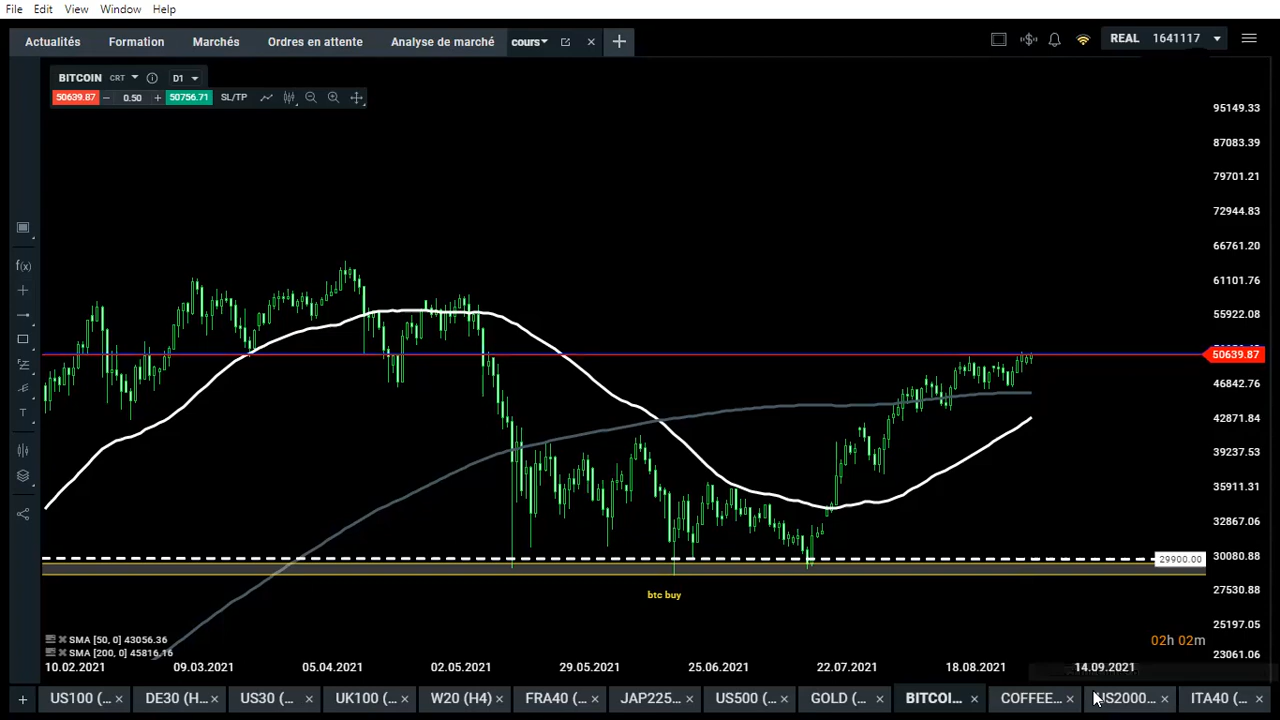 File Edit View Window Help
Actualités Formation Marchés Ordres en attente Analyse de marché cours REAL 1641117
BITCOIN CRT D1
50639.87 0.50 50756.71 SL/TP
95149.33
87083.39
79701.21
72944.83
66761.20
61101.76
55922.08
50639.87
46842.76
42871.84
39237.53
35911.31
32867.06
30080.88
29900.00
27530.88
btc buy
25197.05
02h 02m
SMA [50, 0] 43056.36
SMA [200, 0] 45816.16
23061.06
10.02.2021 09.03.2021 05.04.2021 02.05.2021 29.05.2021 25.06.2021 22.07.2021 18.08.2021 14.09.2021
US100 (... DE30 (H... US30 (... UK100 (... W20 (H4) FRA40 (... JAP225... US500 (... GOLD (... BITCOI... COFFEE... US2000... ITA40 (...